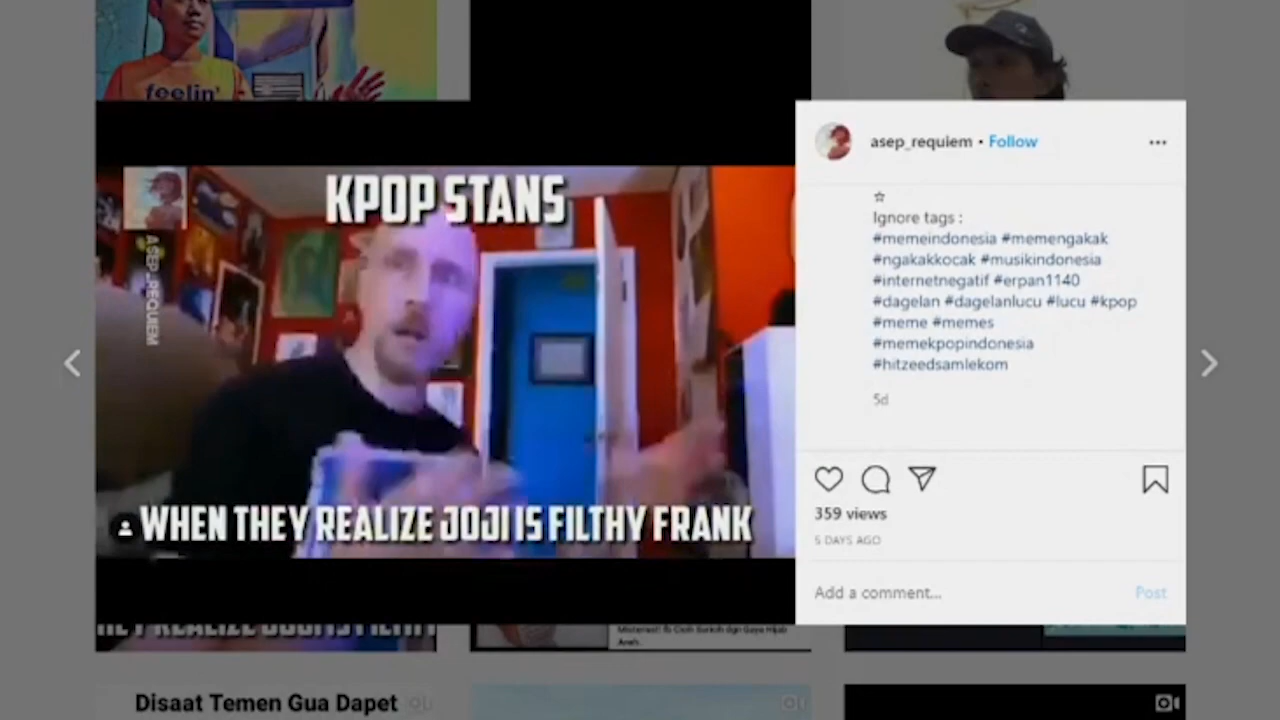 feelin'
KPOP STANS
ASEP_REQUIEM
WHEN THEY REALIZE JOJI IS FILTHY FRANK
asep_requiem • Follow
Ignore tags :
#memeindonesia #memengakak
#ngakakkocak #musikindonesia
#internetnegatif #erpan1140
#dagelan #dagelanlucu #lucu #kpop
#meme #memes
#memekpopindonesia
#hitzeedsamlekom
5d
359 views
5 DAYS AGO
Add a comment... Post
Disaat Temen Gua Dapet